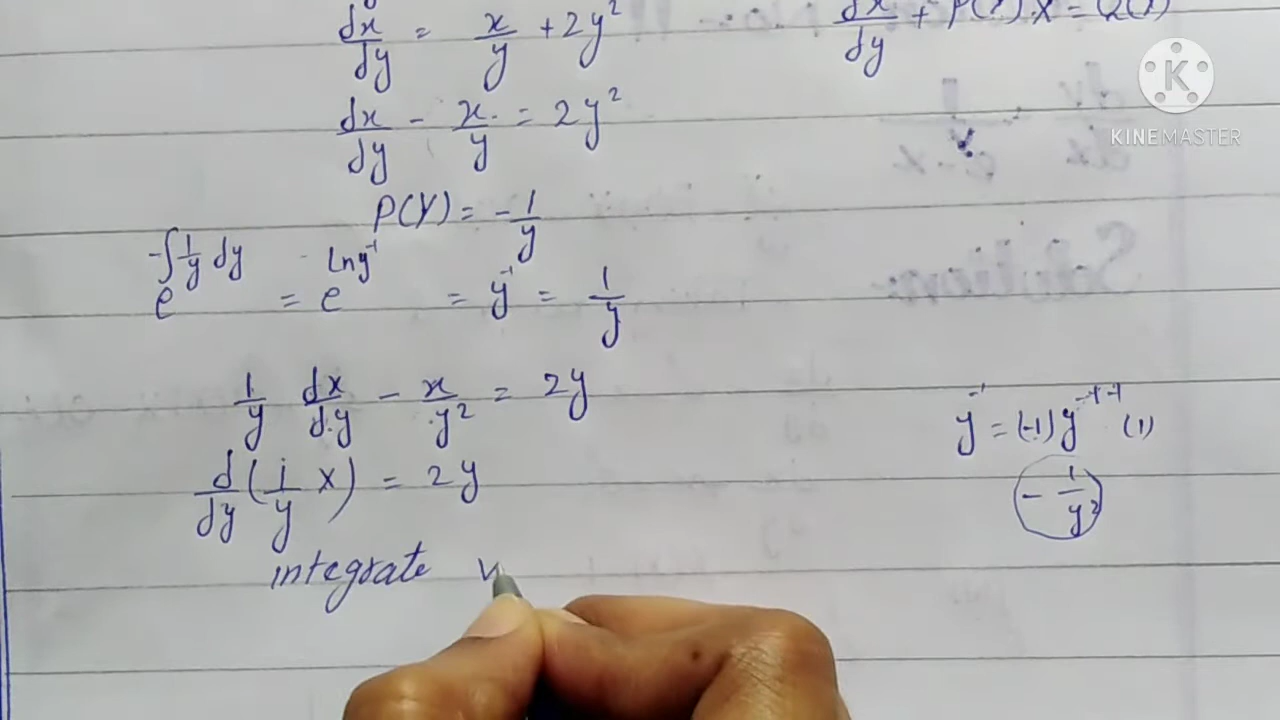 dx/dy = x/y + 2y²
dx/dy + P(Y).X = Q(Y)
dx/dy - x/y = 2y²
KINEMASTER
P(Y) = -1/y
e^(-∫1/y dy) = e^(Ln y⁻¹) = y⁻¹ = 1/y
1/y dx/dy - x/y² = 2y
y⁻¹ = (-1) y⁻¹⁻¹ (1)
d/dy (1/y x) = 2y
- 1/y²
integrate